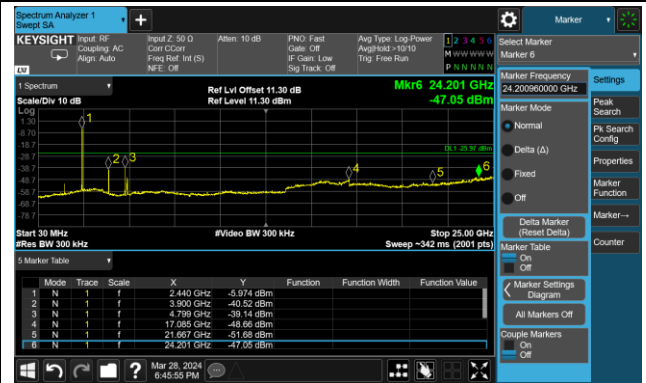 Spectrum Analyzer 1
Swept SA
Marker
KEYSIGHT Input: RF
Coupling: AC
Align: Auto
Input Z: 50 Ω
Corr CCorr
Freq Ref: Int (S)
NFE: Off
Atten: 10 dB
PNO: Fast
Gate: Off
IF Gain: Low
Sig Track: Off
Avg Type: Log-Power
Avg|Hold:>10/10
Trig: Free Run
1 2 3 4 5 6
M W W W W W
P N N N N N
LXI
Select Marker
Marker 6
1 Spectrum
Scale/Div 10 dB
Ref Lvl Offset 11.30 dB
Ref Level 11.30 dBm
Mkr6 24.201 GHz
-47.05 dBm
Log
1.30
-8.70
-18.7
-28.7
-38.7
-48.7
-58.7
-68.7
-78.7
1
2
3
4
5
6
DL1 -25.97 dBm
Start 30 MHz
#Res BW 300 kHz
#Video BW 300 kHz
Stop 25.00 GHz
Sweep ~342 ms (2001 pts)
5 Marker Table
Mode Trace Scale X Y Function Function Width Function Value
1 N 1 f 2.440 GHz -5.974 dBm
2 N 1 f 3.900 GHz -40.52 dBm
3 N 1 f 4.799 GHz -39.14 dBm
4 N 1 f 17.085 GHz -48.66 dBm
5 N 1 f 21.667 GHz -51.68 dBm
6 N 1 f 24.201 GHz -47.05 dBm
Mar 28, 2024
6:45:55 PM
Marker Frequency
24.200960000 GHz
Marker Mode
Normal
Delta (Δ)
Fixed
Off
Delta Marker
(Reset Delta)
Marker Table
On
Off
Marker Settings
Diagram
All Markers Off
Couple Markers
On
Off
Settings
Peak
Search
Pk Search
Config
Properties
Marker
Function
Marker→
Counter